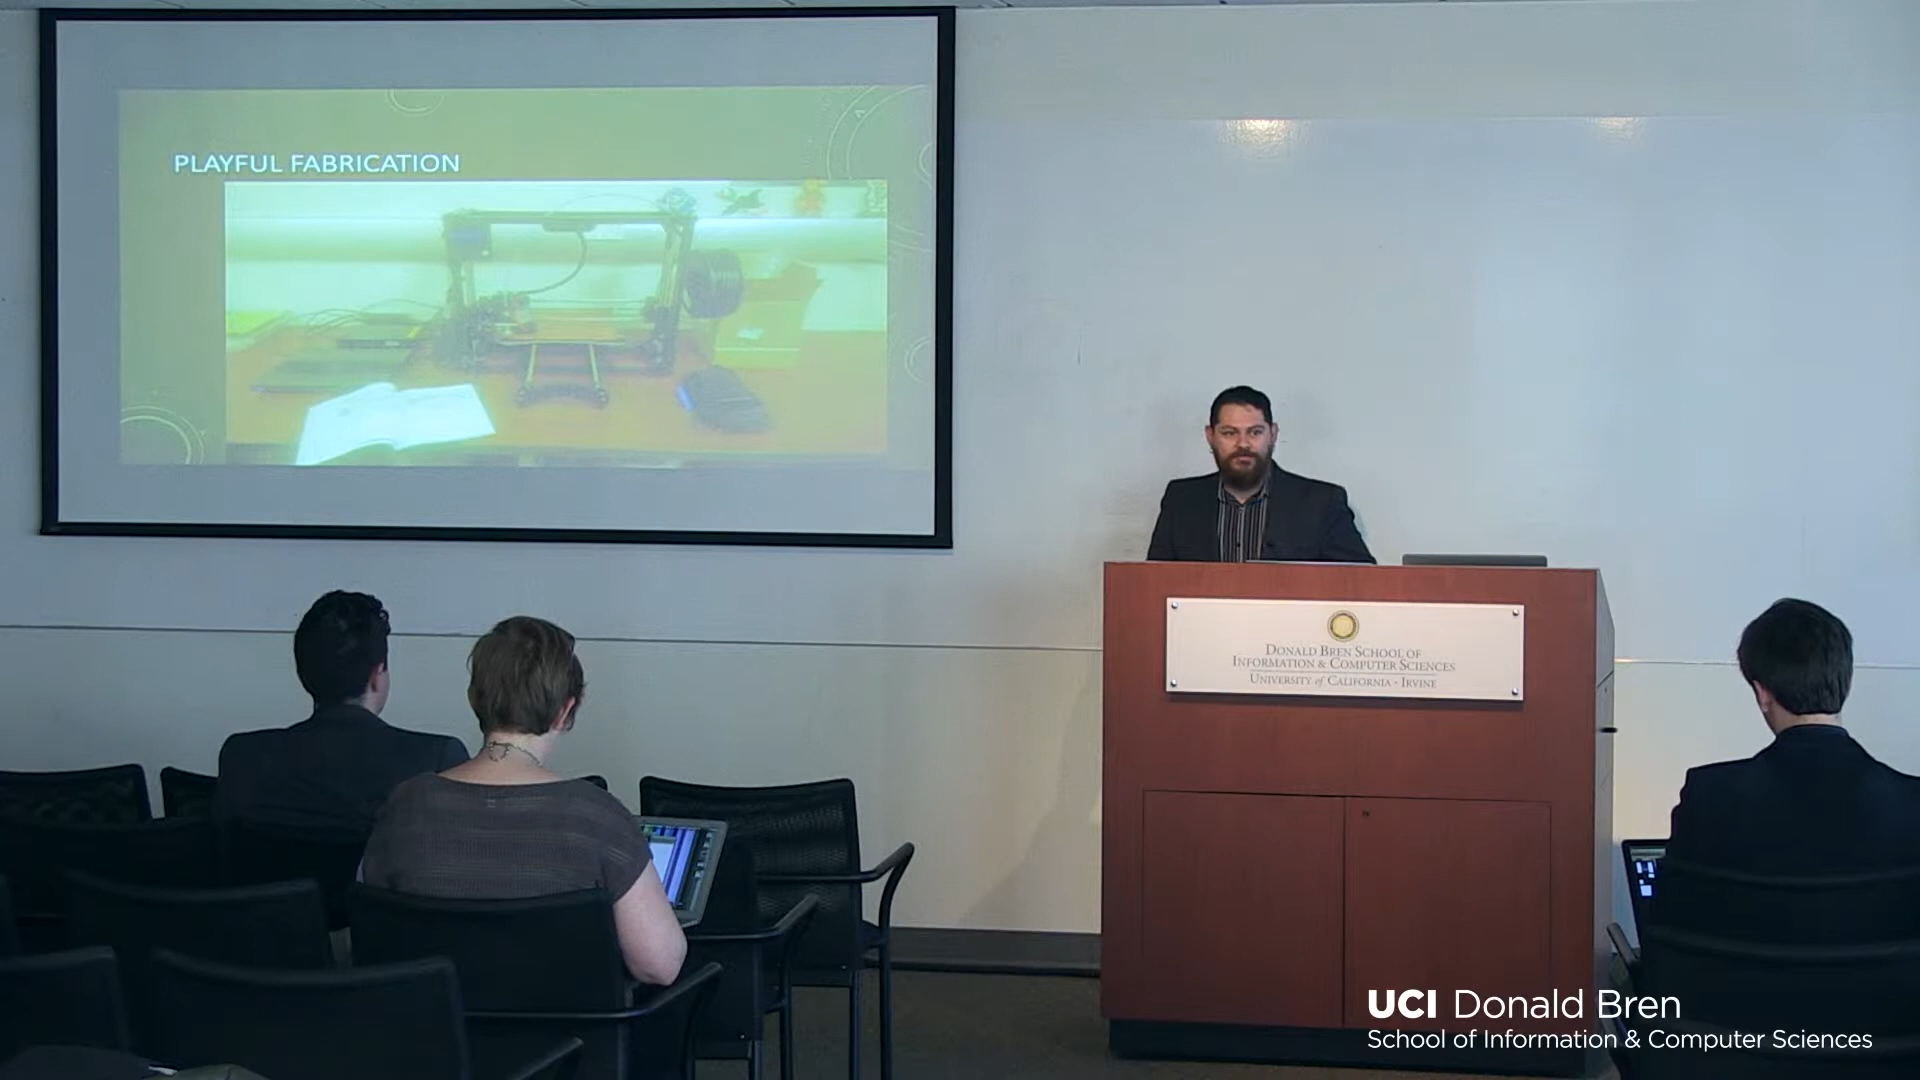 PLAYFUL FABRICATION
DONALD BREN SCHOOL OF
INFORMATION & COMPUTER SCIENCES
UNIVERSITY of CALIFORNIA - IRVINE
UCI Donald Bren
School of Information & Computer Sciences